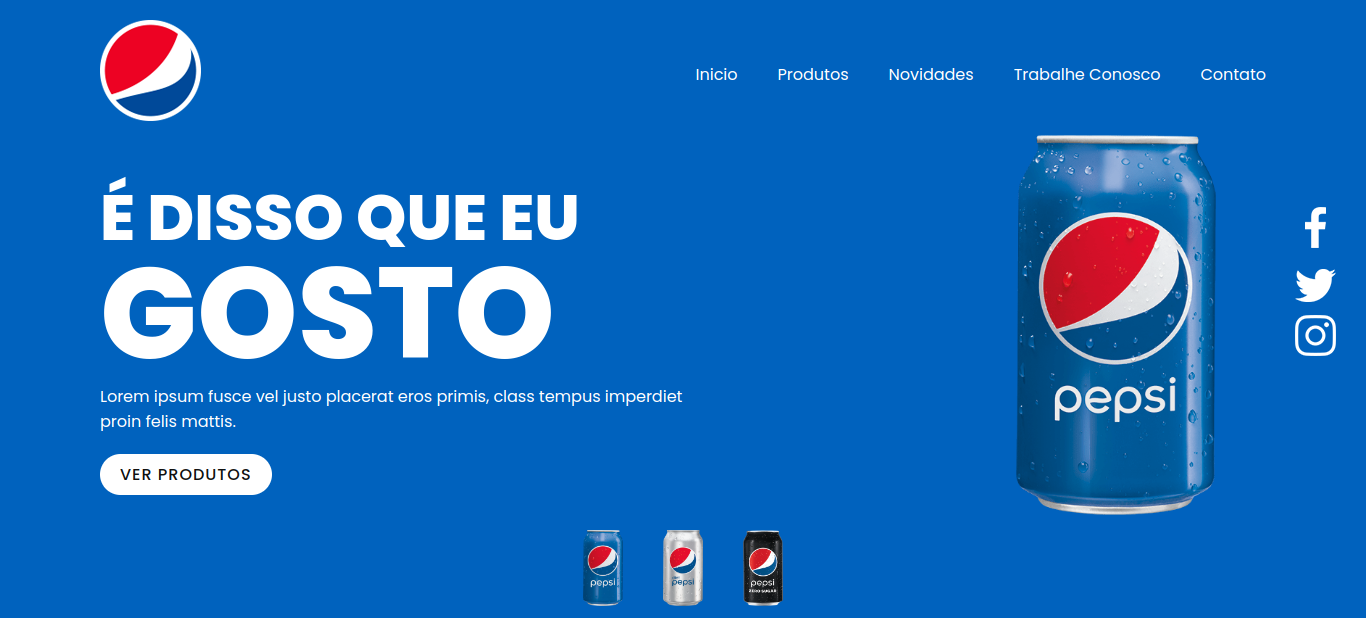 Inicio Produtos Novidades Trabalhe Conosco Contato
É DISSO QUE EU
GOSTO
Lorem ipsum fusce vel justo placerat eros primis, class tempus imperdiet
proin felis mattis.
VER PRODUTOS
pepsi
pepsi
pepsi
pepsi
ZERO SUGAR